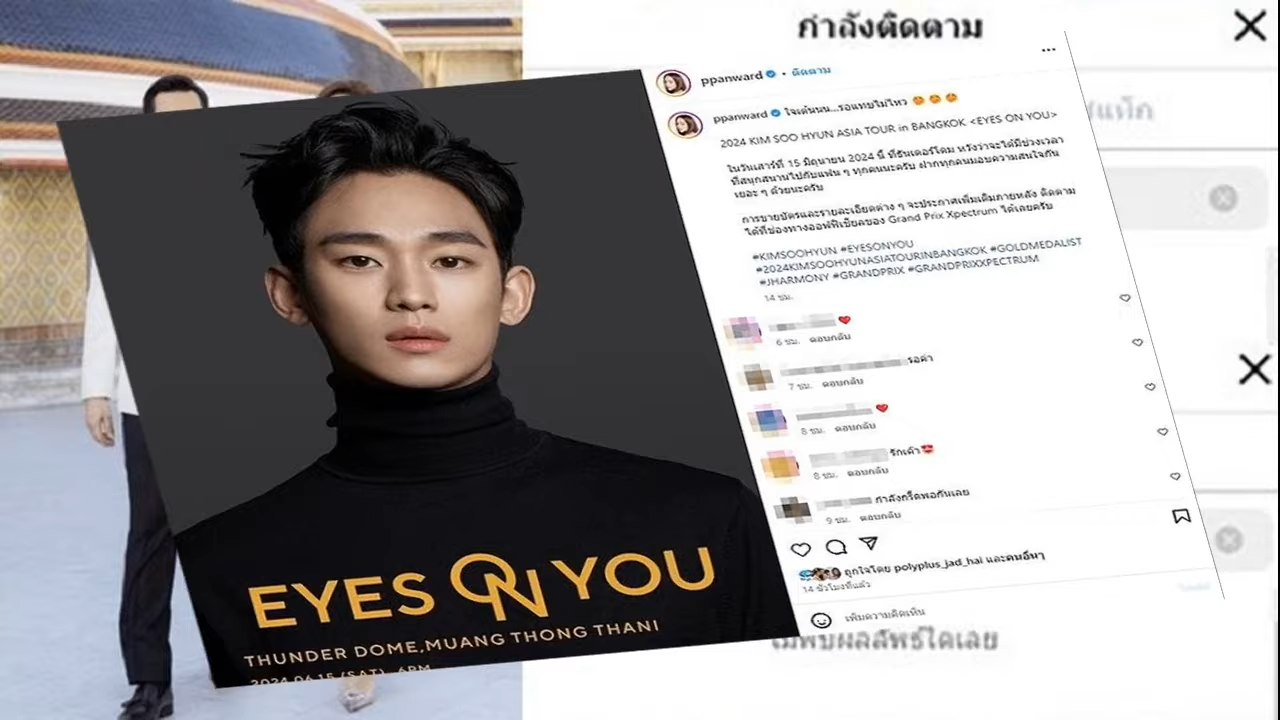 กำลังติดตาม
ppanward • ติดตาม
ppanward ใจเต้นนน...รอแทบไม่ไหว
2024 KIM SOO HYUN ASIA TOUR in BANGKOK <EYES ON YOU>
ในวันเสาร์ที่ 15 มิถุนายน 2024 นี้ ที่ธันเดอร์โดม หวังว่าจะได้มีช่วงเวลา
ที่สนุกสนานไปกับแฟน ๆ ทุกคนนะครับ ฝากทุกคนมอบความสนใจกัน
เยอะ ๆ ด้วยนะครับ
การขายบัตรและรายละเอียดต่าง ๆ จะประกาศเพิ่มเติมภายหลัง ติดตาม
ได้ที่ช่องทางออฟฟิเชียลของ Grand Prix Xpectrum ได้เลยครับ
#KIMSOOHYUN #EYESONYOU
#2024KIMSOOHYUNASIATOURINBANGKOK #GOLDMEDALIST
#JHARMONY #GRANDPRIX #GRANDPRIXXPECTRUM
14 ชม.
❤️
6 ชม. ตอบกลับ
รอค่า
7 ชม. ตอบกลับ
❤️
8 ชม. ตอบกลับ
รักเค้า😍
8 ชม. ตอบกลับ
กำลังกรี๊ดพอกันเลย
9 ชม. ตอบกลับ
ถูกใจโดย polyplus_jad_hai และคนอื่นๆ
14 ชั่วโมงที่แล้ว
เพิ่มความคิดเห็น
EYES ON YOU
THUNDER DOME,MUANG THONG THANI
2024.06.15 (SAT), 6PM